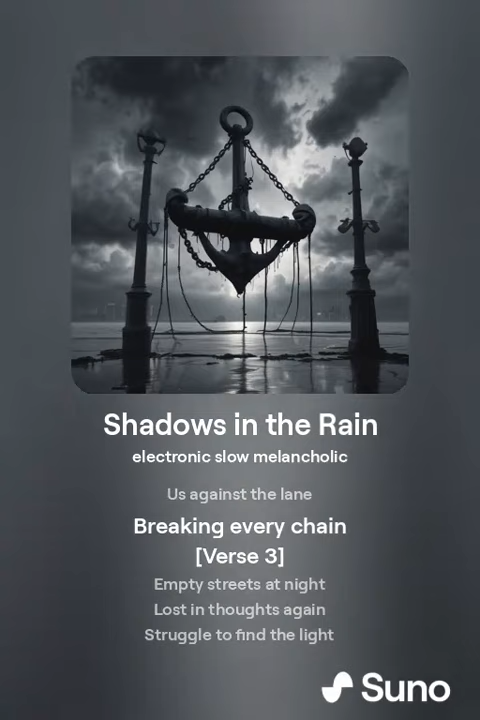 Shadows in the Rain
electronic slow melancholic
Us against the lane
Breaking every chain
[Verse 3]
Empty streets at night
Lost in thoughts again
Struggle to find the light
Suno